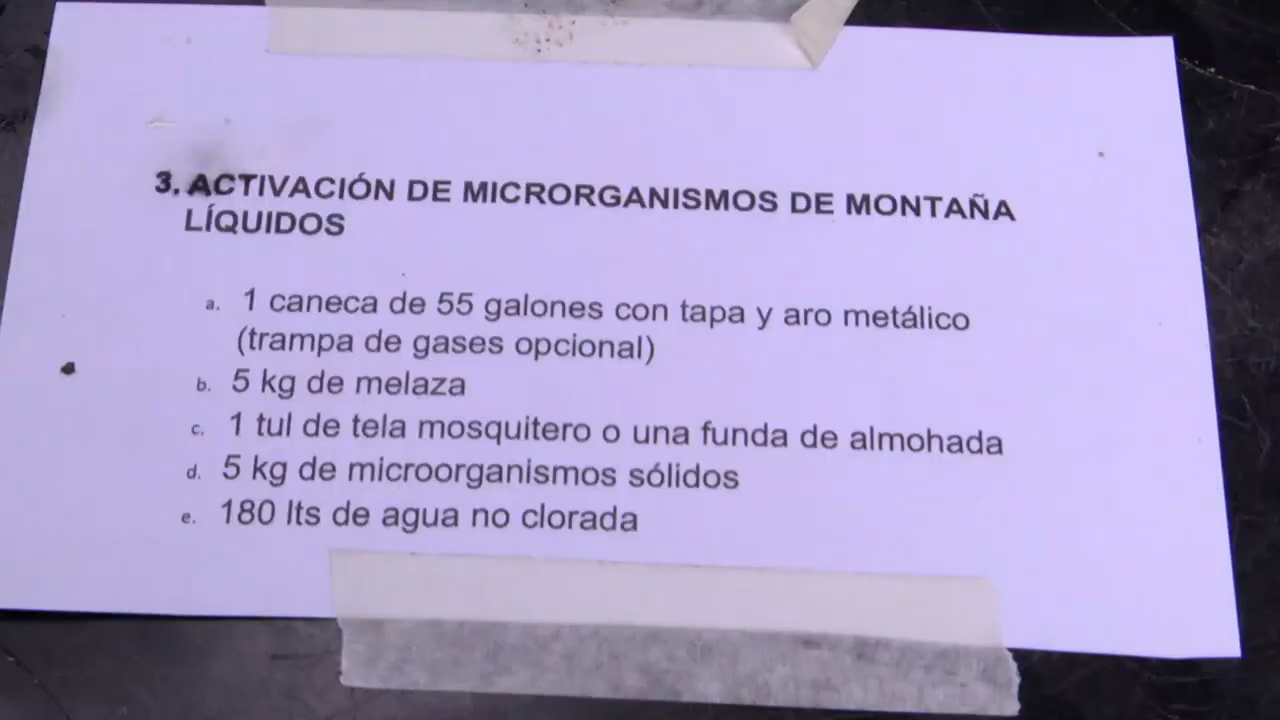 3. ACTIVACIÓN DE MICRORGANISMOS DE MONTAÑA
LÍQUIDOS
a. 1 caneca de 55 galones con tapa y aro metálico
(trampa de gases opcional)
b. 5 kg de melaza
c. 1 tul de tela mosquitero o una funda de almohada
d. 5 kg de microorganismos sólidos
e. 180 lts de agua no clorada